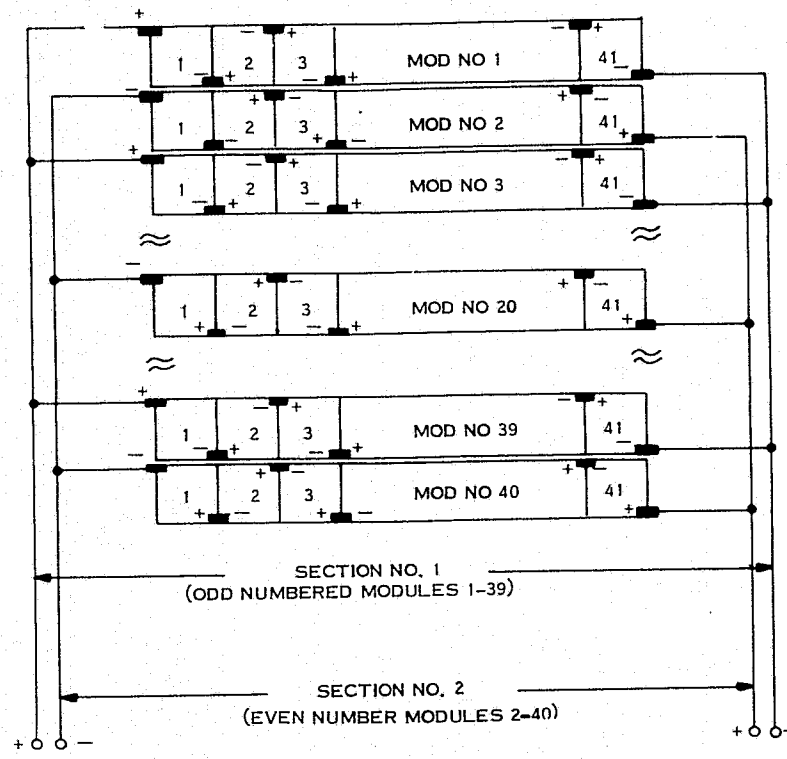 + - + - +
1 2 3 MOD NO 1 41
- + - + -
- + - + -
1 2 3 MOD NO 2 41
- + - +
+ - + - +
1 2 3 MOD NO 3 41
- + - + -
≈ ≈
- + - + -
1 2 3 MOD NO 20 41
+ - - + +
≈ ≈
+ - + - +
1 2 3 MOD NO 39 41
- + - + -
- + - + -
1 2 3 MOD NO 40 41
+ - + - +
SECTION NO. 1
(ODD NUMBERED MODULES 1-39)
SECTION NO. 2
(EVEN NUMBER MODULES 2-40)
+ - + -